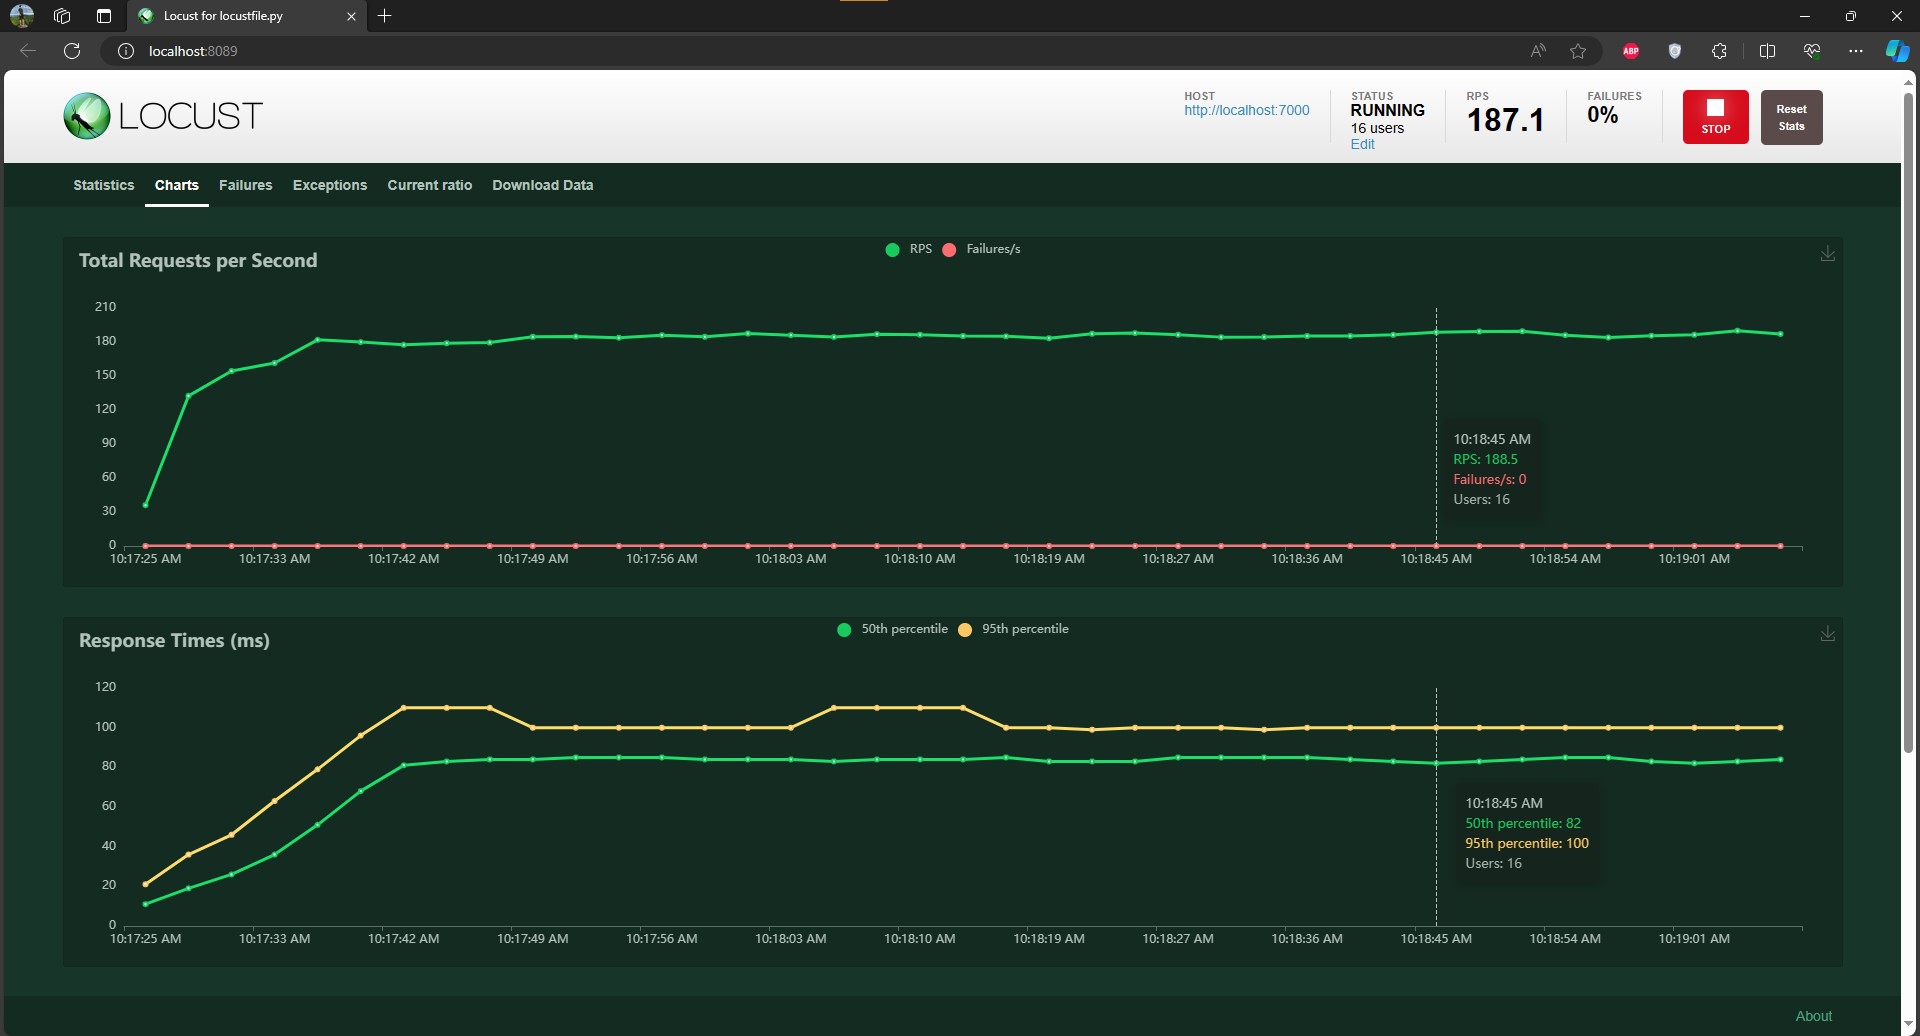 Locust for locustfile.py
localhost:8089
ABP
LOCUST
HOST
http://localhost:7000
STATUS
RUNNING
16 users
Edit
RPS
187.1
FAILURES
0%
STOP
Reset
Stats
Statistics Charts Failures Exceptions Current ratio Download Data
Total Requests per Second
RPS Failures/s
210
180
150
120
90
60
30
0
10:18:45 AM
RPS: 188.5
Failures/s: 0
Users: 16
10:17:25 AM 10:17:33 AM 10:17:42 AM 10:17:49 AM 10:17:56 AM 10:18:03 AM 10:18:10 AM 10:18:19 AM 10:18:27 AM 10:18:36 AM 10:18:45 AM 10:18:54 AM 10:19:01 AM
Response Times (ms)
50th percentile 95th percentile
120
100
80
60
40
20
0
10:18:45 AM
50th percentile: 82
95th percentile: 100
Users: 16
10:17:25 AM 10:17:33 AM 10:17:42 AM 10:17:49 AM 10:17:56 AM 10:18:03 AM 10:18:10 AM 10:18:19 AM 10:18:27 AM 10:18:36 AM 10:18:45 AM 10:18:54 AM 10:19:01 AM
About